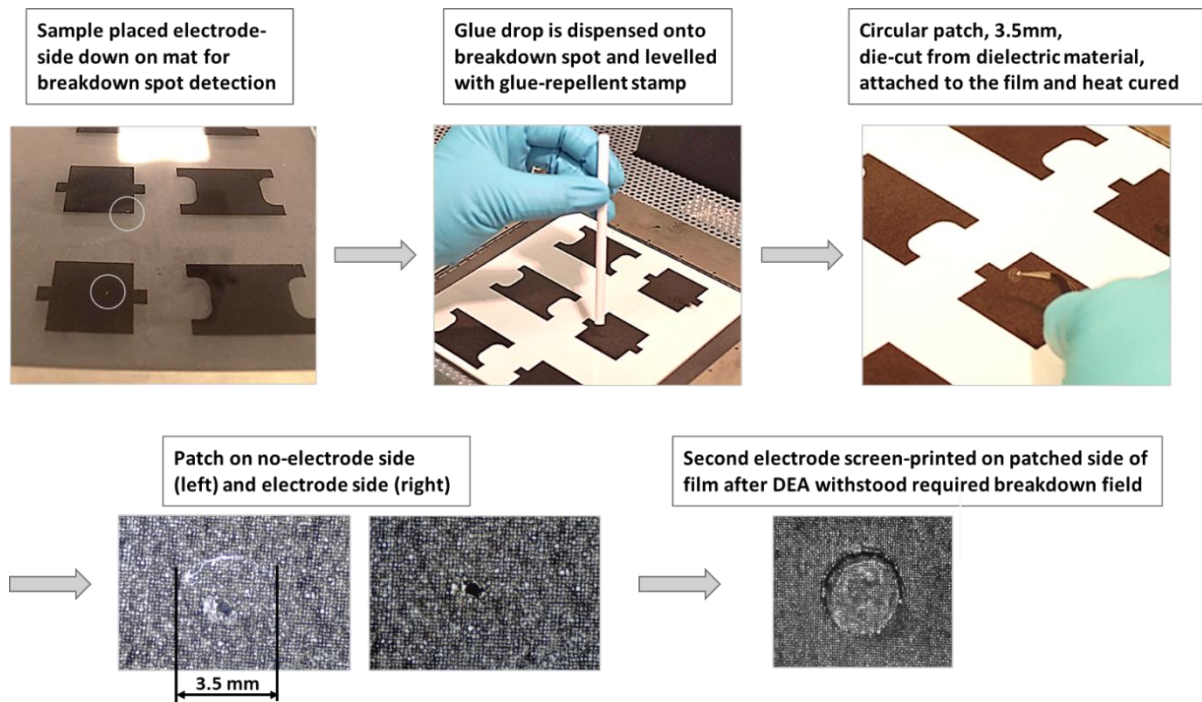 Sample placed electrode-
side down on mat for
breakdown spot detection
Glue drop is dispensed onto
breakdown spot and levelled
with glue-repellent stamp
Circular patch, 3.5mm,
die-cut from dielectric material,
attached to the film and heat cured
Patch on no-electrode side
(left) and electrode side (right)
Second electrode screen-printed on patched side of
film after DEA withstood required breakdown field
3.5 mm